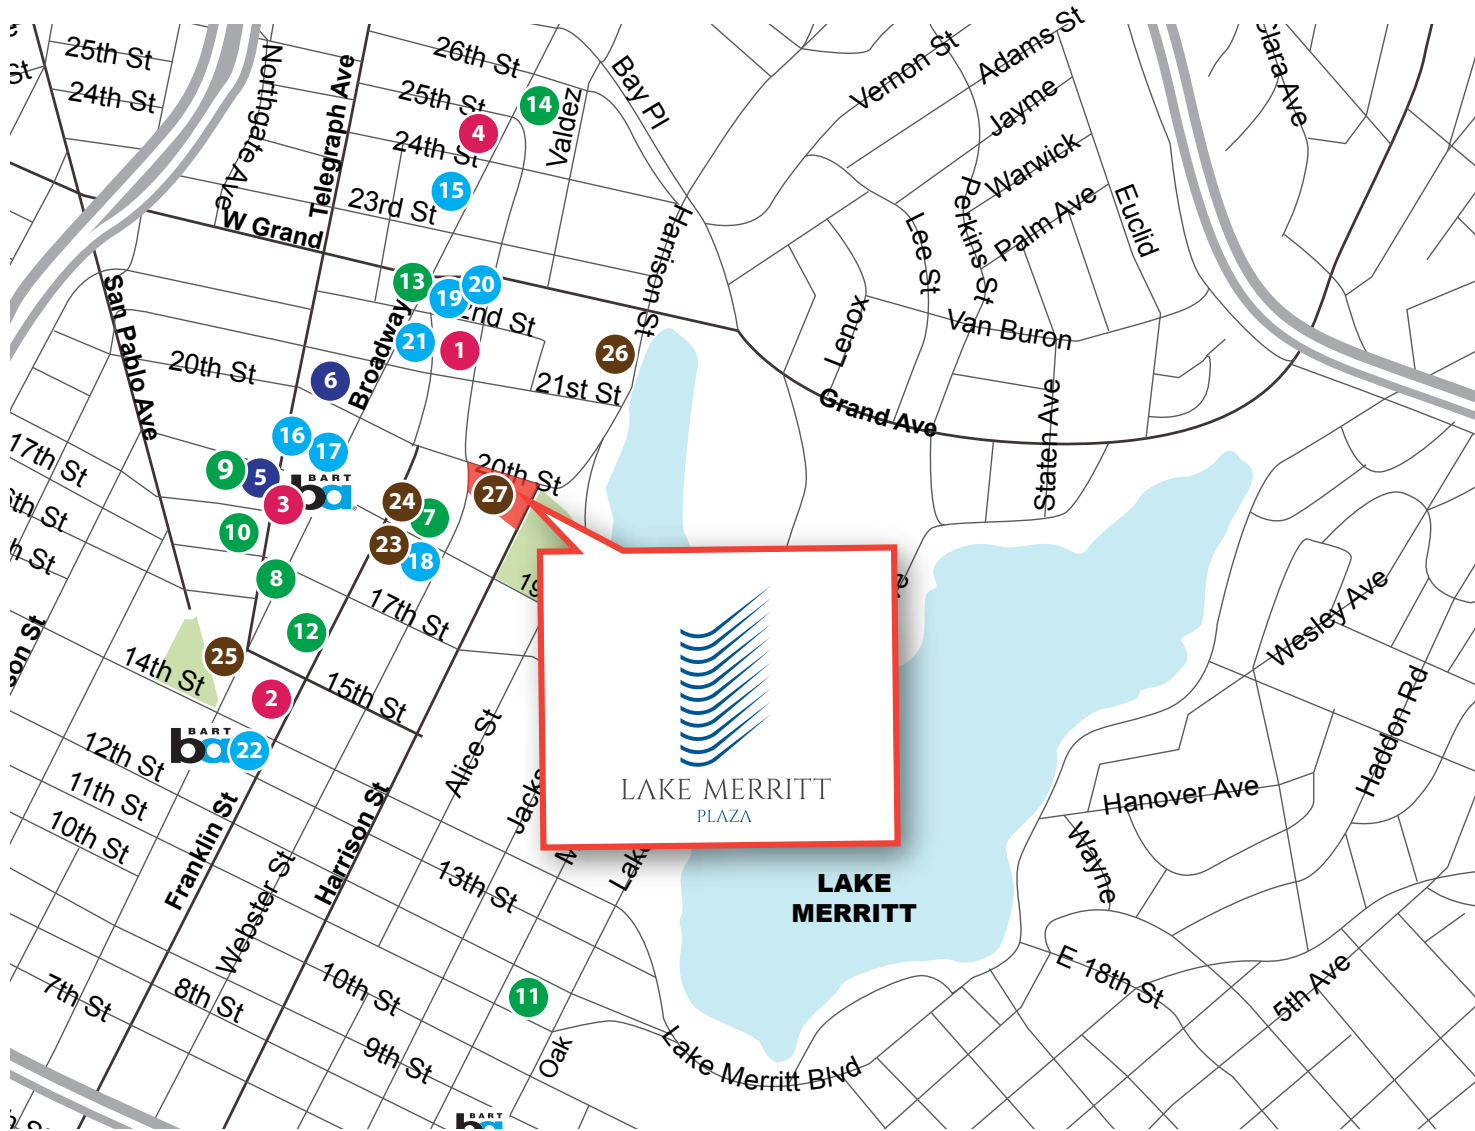 25th St
24th St
Northgate Ave
Telegraph Ave
26th St
25th St
24th St
23rd St
14
4
15
Valdez
Bay Pl
Vernon St
Adams St
Jayme
Warwick
Palm Ave
Perkins St
Lee St
Euclid
W Grand
Harrison St
San Pablo Ave
13
19
20
21
1
26
Broadway
21st St
20th St
6
Lenox
Van Buron
Grand Ave
Staten Ave
16
17
9
5
3
BART
ba
17th St
20th St
27
24
7
23
18
10
8
12
17th St
25
14th St
2
15th St
BART
ba
22
12th St
11th St
10th St
Alice St
LAKE MERRITT
PLAZA
LAKE
MERRITT
Wesley Ave
Haddon Rd
Hanover Ave
Wayne
Franklin St
Webster St
Harrison St
13th St
7th St
8th St
10th St
9th St
11
Oak
Lake Merritt Blvd
E 18th St
5th Ave
BART